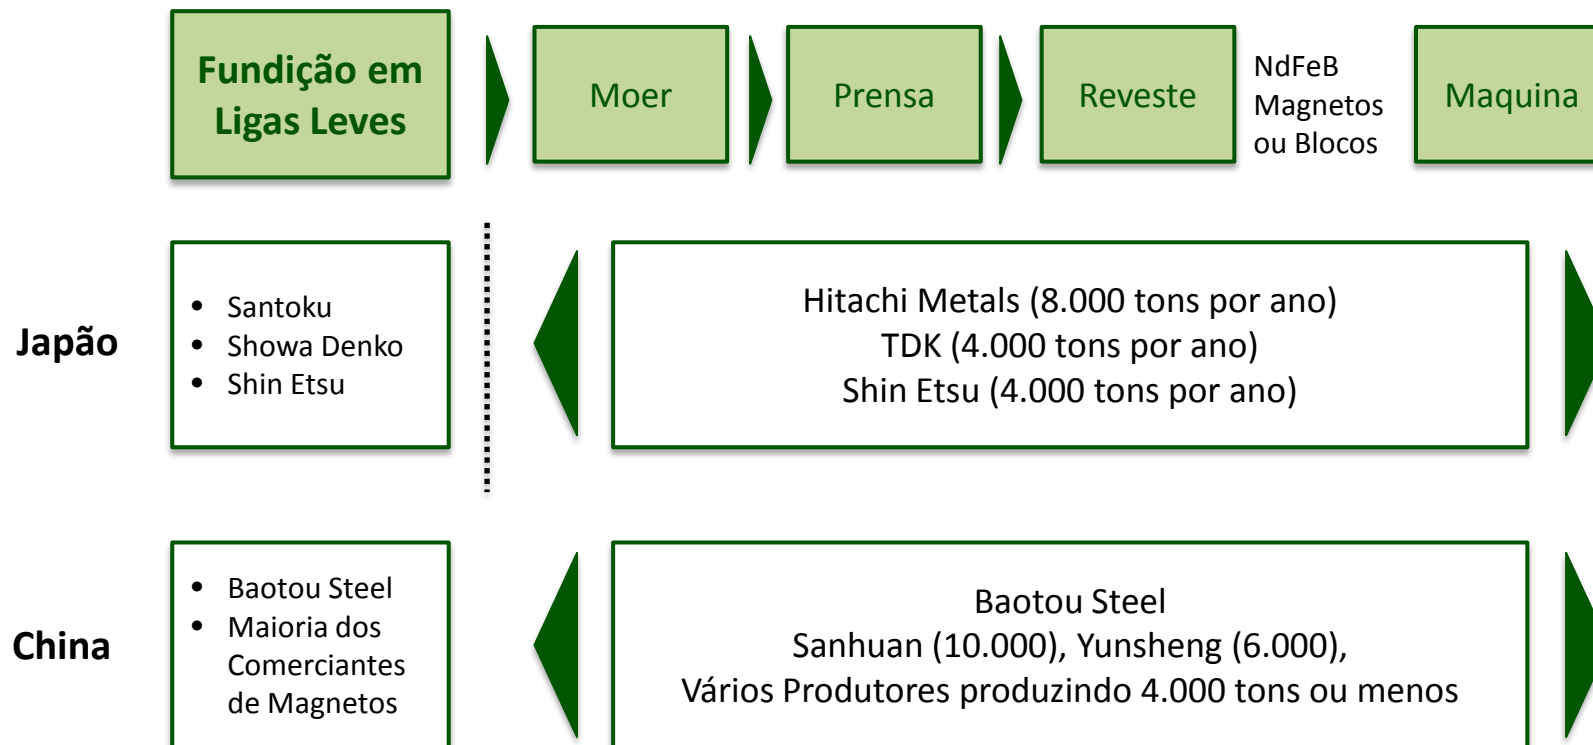 Fundição em
Ligas Leves
Moer
Prensa
Reveste
NdFeB
Magnetos
ou Blocos
Maquina
Japão
• Santoku
• Showa Denko
• Shin Etsu
Hitachi Metals (8.000 tons por ano)
TDK (4.000 tons por ano)
Shin Etsu (4.000 tons por ano)
China
• Baotou Steel
• Maioria dos
Comerciantes
de Magnetos
Baotou Steel
Sanhuan (10.000), Yunsheng (6.000),
Vários Produtores produzindo 4.000 tons ou menos